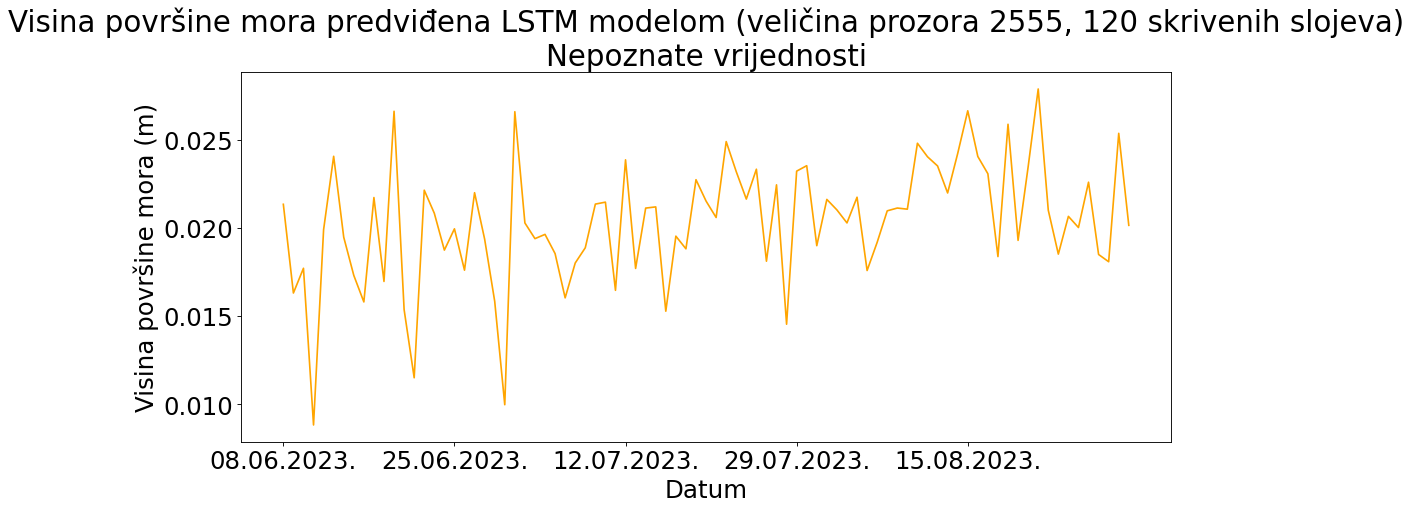 Visina površine mora predviđena LSTM modelom (veličina prozora 2555, 120 skrivenih slojeva)
Nepoznate vrijednosti
Visina površine mora (m)
0.025
0.020
0.015
0.010
08.06.2023. 25.06.2023. 12.07.2023. 29.07.2023. 15.08.2023.
Datum